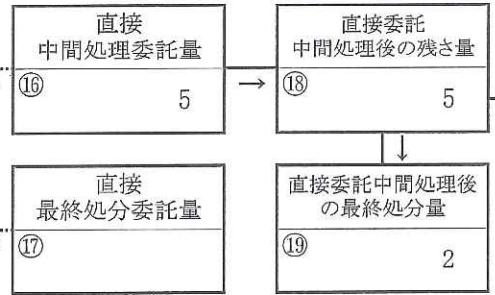 直接
中間処理委託量
⑯
5
→
直接委託
中間処理後の残さ量
⑱
5
↓
直接
最終処分委託量
⑰
直接委託中間処理後
の最終処分量
⑲
2